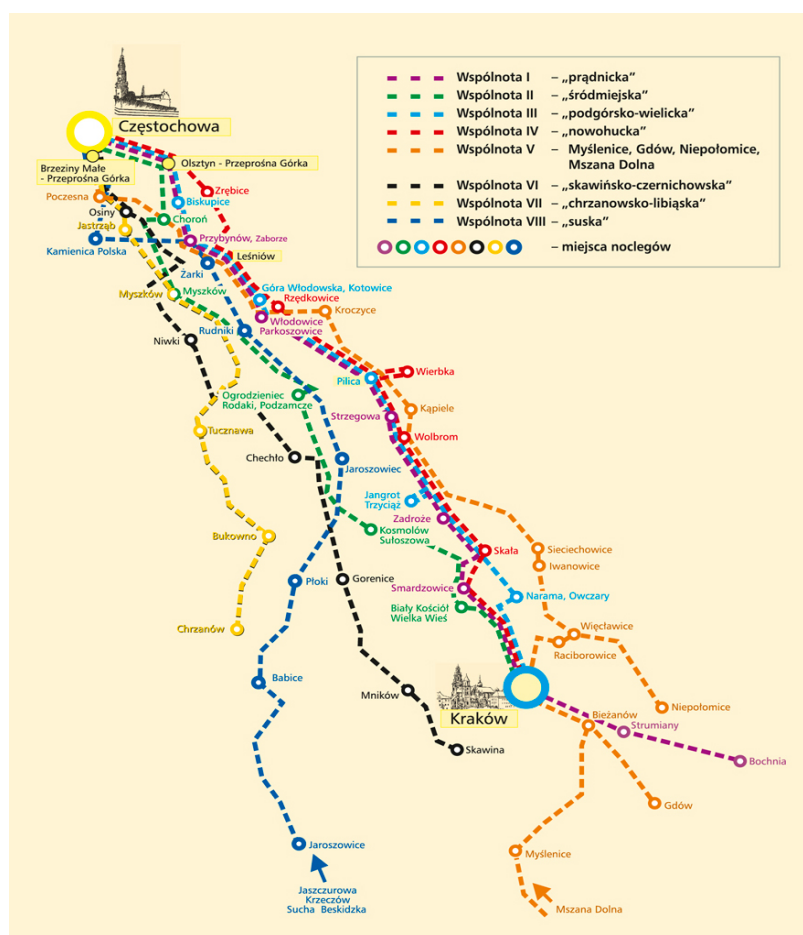 Wspólnota I – „prądnicka”
Wspólnota II – „śródmiejska”
Wspólnota III – „podgórsko-wielicka”
Wspólnota IV – „nowohucka”
Wspólnota V – Myślenice, Gdów, Niepołomice,
Mszana Dolna
Wspólnota VI – „skawińsko-czernichowska”
Wspólnota VII – „chrzanowsko-libiąska”
Wspólnota VIII – „suska”
– miejsca noclegów
Częstochowa
Olsztyn - Przeprośna Górka
Brzeziny Małe
- Przeprośna Górka
Zrębice
Poczesna
Biskupice
Osiny
Choroń
Jastrząb
Kamienica Polska
Przybynów, Zaborze
Leśniów
Żarki
Myszków
Myszków
Góra Włodowska, Kotowice
Rzędkowice
Kroczyce
Włodowice
Parkoszowice
Rudniki
Niwki
Wierbka
Pilica
Ogrodzieniec
Rodaki, Podzamcze
Kąpiele
Strzegowa
Tucznawa
Wolbrom
Chechło
Jaroszowiec
Jangrot
Trzyciąż
Zadroże
Kosmolów
Sułoszowa
Bukowno
Skała
Sieciechowice
Iwanowice
Gorenice
Płoki
Smardzowice
Narama, Owczary
Biały Kościół
Wielka Wieś
Chrzanów
Więcławice
Raciborowice
Babice
Mników
Kraków
Niepołomice
Bieżanów
Strumiany
Skawina
Bochnia
Gdów
Jaroszowice
Myślenice
Jaszczurowa
Krzeczów
Sucha Beskidzka
Mszana Dolna